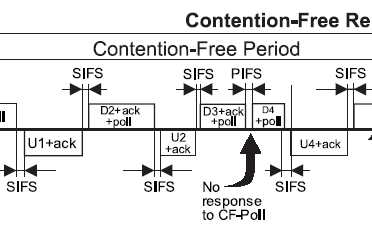 Contention-Free Re
Contention-Free Period
SIFS
SIFS
PIFS
SIFS
ll
D2+ack
+poll
D3+ack
+poll
D4
+poll
U1+ack
U2
+ack
U4+ack
SIFS
SIFS
No
response
to CF-Poll
SIFS